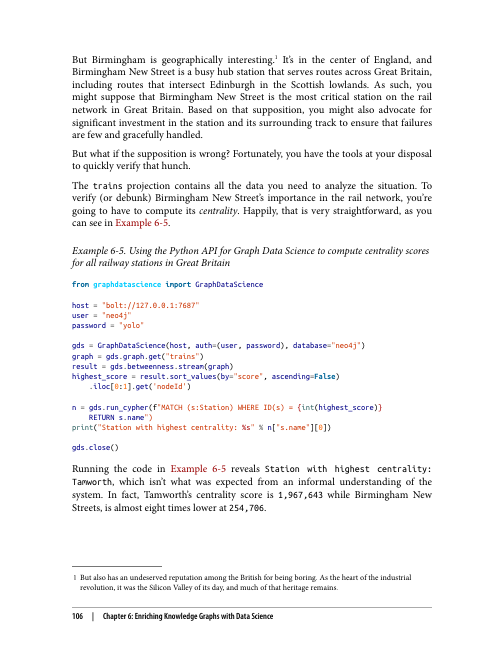 But Birmingham is geographically interesting.1 It’s in the center of England, and
Birmingham New Street is a busy hub station that serves routes across Great Britain,
including routes that intersect Edinburgh in the Scottish lowlands. As such, you
might suppose that Birmingham New Street is the most critical station on the rail
network in Great Britain. Based on that supposition, you might also advocate for
significant investment in the station and its surrounding track to ensure that failures
are few and gracefully handled.
But what if the supposition is wrong? Fortunately, you have the tools at your disposal
to quickly verify that hunch.
The trains projection contains all the data you need to analyze the situation. To
verify (or debunk) Birmingham New Street’s importance in the rail network, you’re
going to have to compute its centrality. Happily, that is very straightforward, as you
can see in Example 6-5.
Example 6-5. Using the Python API for Graph Data Science to compute centrality scores
for all railway stations in Great Britain
from graphdatascience import GraphDataScience
host = "bolt://127.0.0.1:7687"
user = "neo4j"
password = "yolo"
gds = GraphDataScience(host, auth=(user, password), database="neo4j")
graph = gds.graph.get("trains")
result = gds.betweenness.stream(graph)
highest_score = result.sort_values(by="score", ascending=False)
    .iloc[0:1].get('nodeId')
n = gds.run_cypher(f"MATCH (s:Station) WHERE ID(s) = {int(highest_score)}
    RETURN s.name")
print("Station with highest centrality: %s" % n["s.name"][0])
gds.close()
Running the code in Example 6-5 reveals Station with highest centrality:
Tamworth, which isn’t what was expected from an informal understanding of the
system. In fact, Tamworth’s centrality score is 1,967,643 while Birmingham New
Streets, is almost eight times lower at 254,706.
1 But also has an undeserved reputation among the British for being boring. As the heart of the industrial
revolution, it was the Silicon Valley of its day, and much of that heritage remains.
106 | Chapter 6: Enriching Knowledge Graphs with Data Science